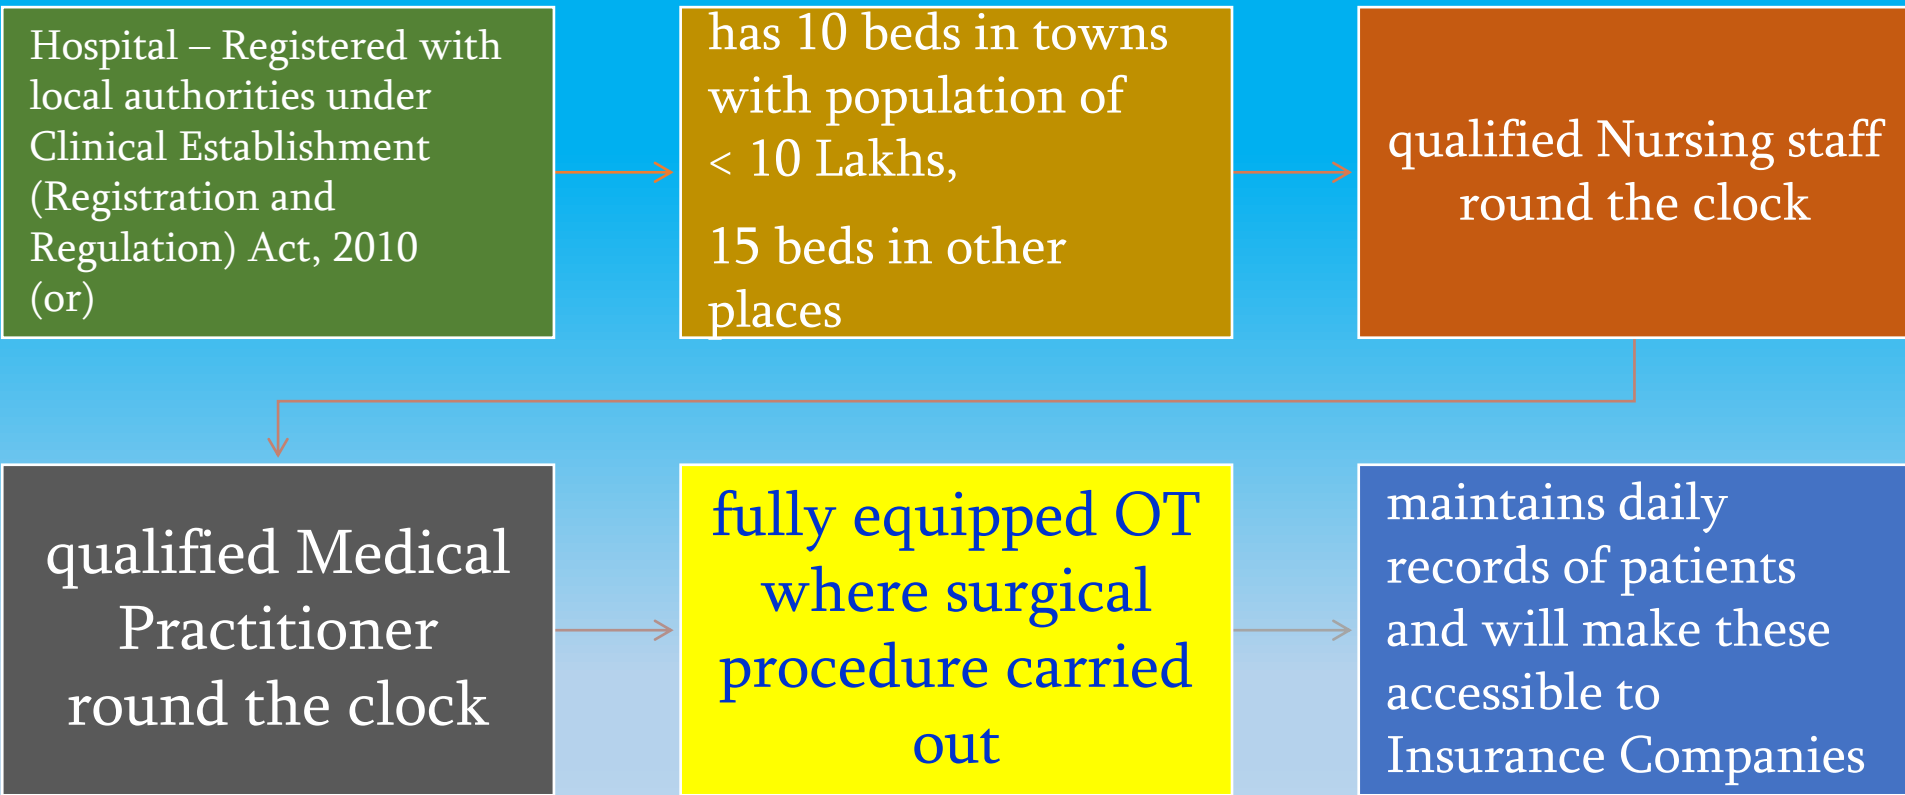 Hospital – Registered with
local authorities under
Clinical Establishment
(Registration and
Regulation) Act, 2010
(or)
has 10 beds in towns
with population of
< 10 Lakhs,
15 beds in other
places
qualified Nursing staff
round the clock
qualified Medical
Practitioner
round the clock
fully equipped OT
where surgical
procedure carried
out
maintains daily
records of patients
and will make these
accessible to
Insurance Companies